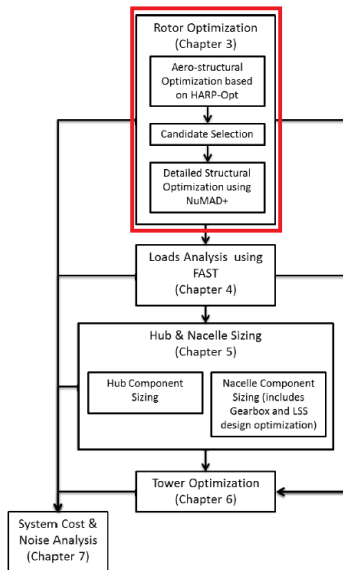 Rotor Optimization
(Chapter 3)
Aero-structural
Optimization based
on HARP-Opt
Candidate Selection
Detailed Structural
Optimization using
NuMAD+
Loads Analysis using
FAST
(Chapter 4)
Hub & Nacelle Sizing
(Chapter 5)
Hub Component
Sizing
Nacelle Component
Sizing (includes
Gearbox and LSS
design optimization)
Tower Optimization
(Chapter 6)
System Cost &
Noise Analysis
(Chapter 7)